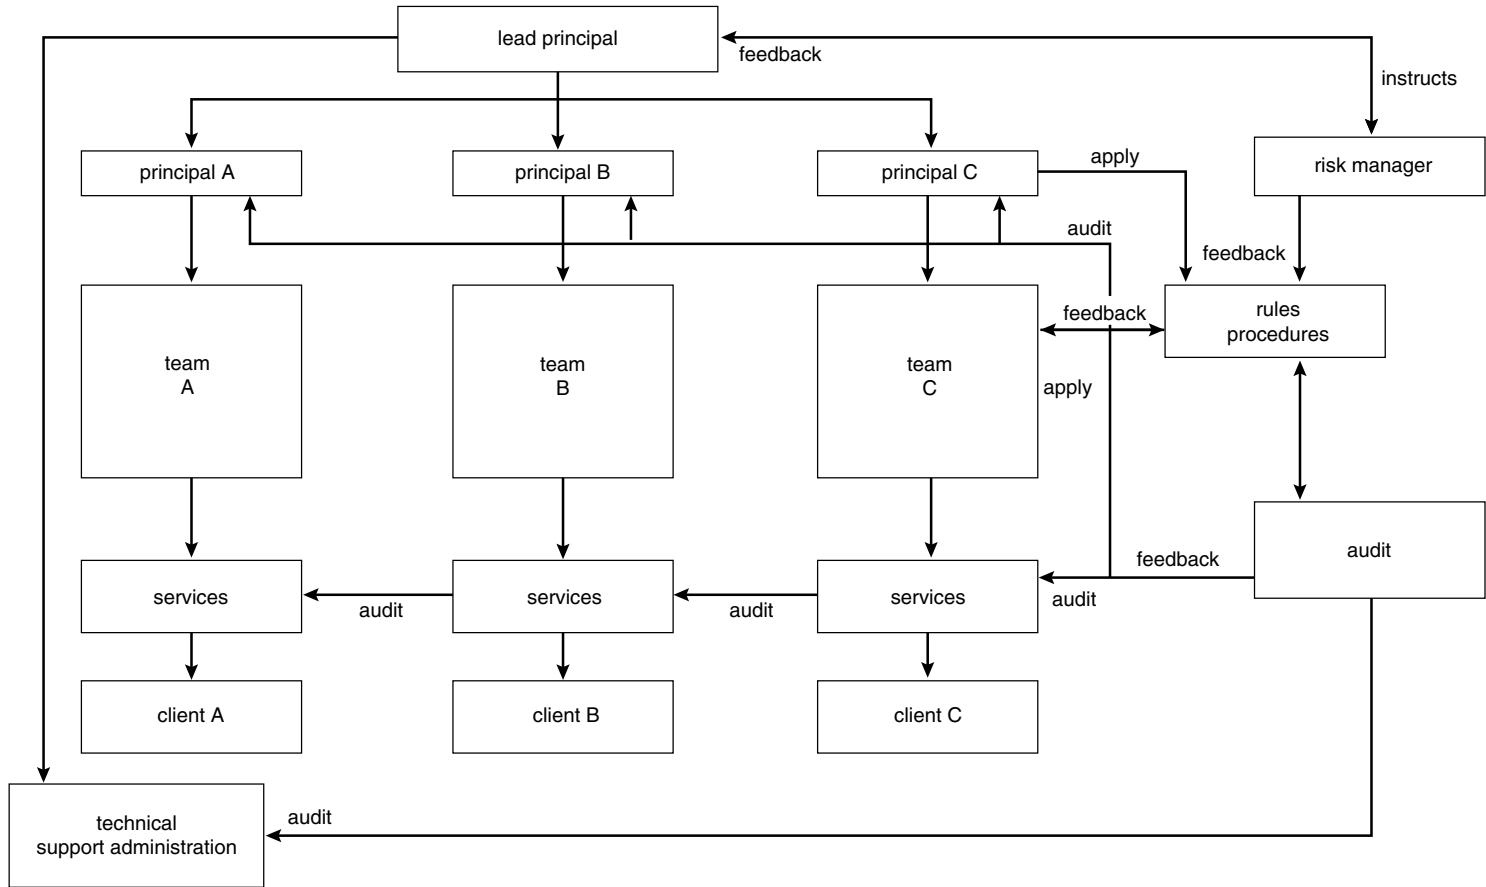 lead principal
feedback
instructs
principal A
principal B
principal C
apply
risk manager
audit
feedback
team
A
team
B
team
C
feedback
rules
procedures
apply
audit
feedback
services
audit
services
audit
services
audit
client A
client B
client C
technical
support administration
audit